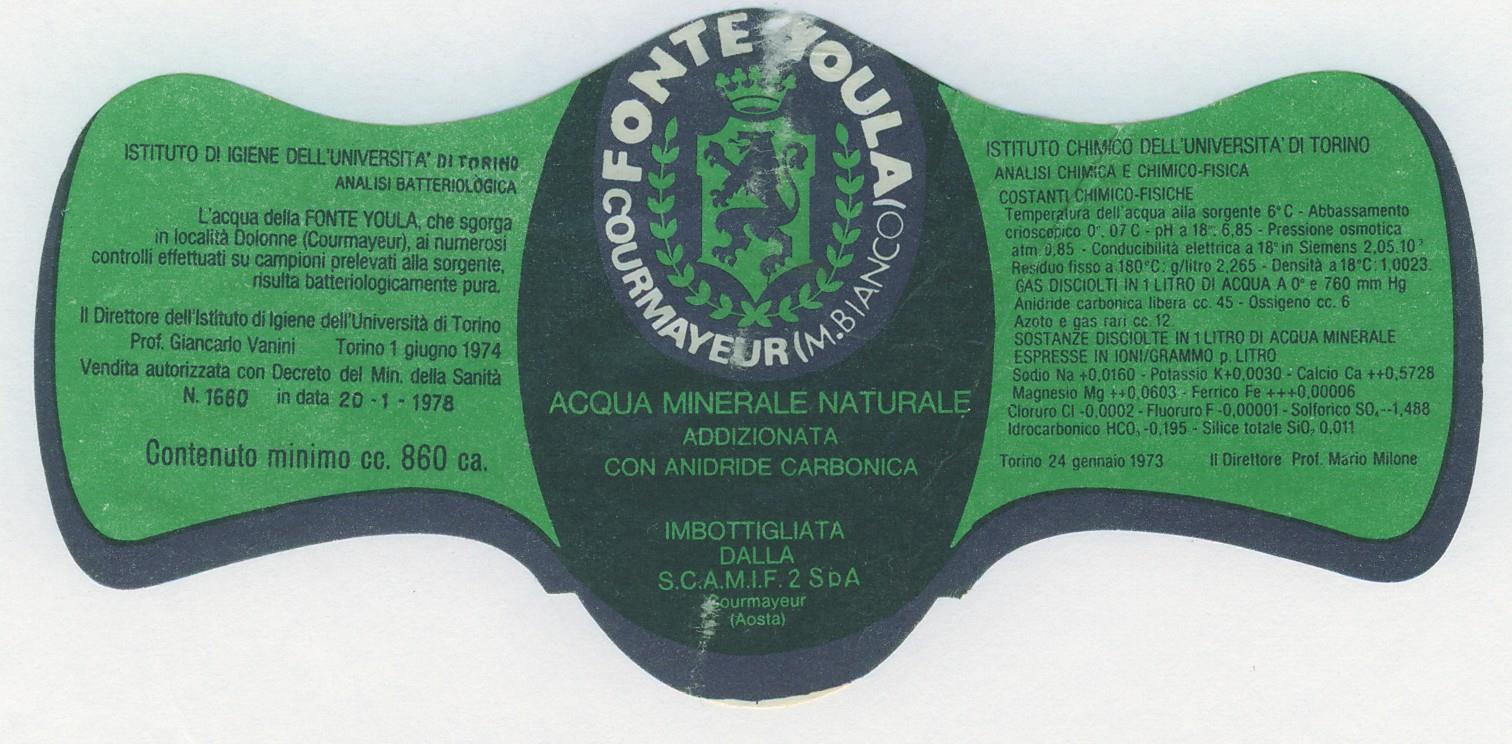 ISTITUTO DI IGIENE DELL'UNIVERSITA' DI TORINO
ANALISI BATTERIOLOGICA
L'acqua della FONTE YOULA, che sgorga
in località Dolonne (Courmayeur), ai numerosi
controlli effettuati su campioni prelevati alla sorgente,
risulta batteriologicamente pura.
Il Direttore dell'Istituto di Igiene dell'Università di Torino
Prof. Giancarlo Vanini Torino 1 giugno 1974
Vendita autorizzata con Decreto del Min. della Sanità
N. 1660 in data 20-1-1978
Contenuto minimo cc. 860 ca.
FONTE YOULA
COURMAYEUR (M.BIANCO)
ACQUA MINERALE NATURALE
ADDIZIONATA
CON ANIDRIDE CARBONICA
IMBOTTIGLIATA
DALLA
S.C.A.M.I.F. 2 SpA
Courmayeur
(Aosta)
ISTITUTO CHIMICO DELL'UNIVERSITA' DI TORINO
ANALISI CHIMICA E CHIMICO-FISICA
COSTANTI CHIMICO-FISICHE
Temperatura dell'acqua alla sorgente 6°C - Abbassamento
crioscopico 0°. 07 C - pH a 18°: 6,85 - Pressione osmotica
atm. 0,85 - Conducibilità elettrica a 18° in Siemens 2,05.10³
Residuo fisso a 180°C: g/litro 2,265 - Densità a 18°C: 1,0023.
GAS DISCIOLTI IN 1 LITRO DI ACQUA A 0° e 760 mm Hg
Anidride carbonica libera cc. 45 - Ossigeno cc. 6
Azoto e gas rari cc. 12.
SOSTANZE DISCIOLTE IN 1 LITRO DI ACQUA MINERALE
ESPRESSE IN IONI/GRAMMO p. LITRO
Sodio Na +0,0160 - Potassio K+0,0030 - Calcio Ca ++0,5728
Magnesio Mg ++0,0603 - Ferrico Fe +++0,00006
Cloruro Cl -0,0002 - Fluoruro F -0,00001 - Solforico SO₄--1,488
Idrocarbonico HCO₃ -0,195 - Silice totale SiO₂ 0,011
Torino 24 gennaio 1973 Il Direttore Prof. Mario Milone